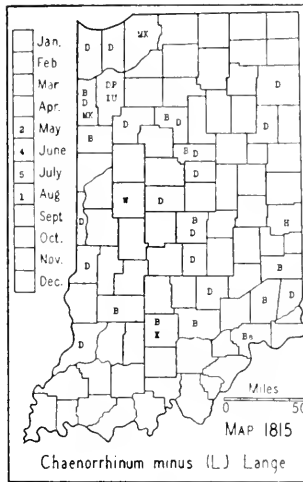 Jan.
Feb
Mar
Apr.
2 May
4 June
5 July
1 Aug
Sept
Oct.
Nov.
Dec.
D D MX
B D MX
DP IU
D
B D
D
D
B
B D
D
W D
B D
H
D
D
D
B
D
B D
B
D
B X
B
Be
Miles
0 50
MAP 1815
Chaenorrhinum minus (L.) Lange